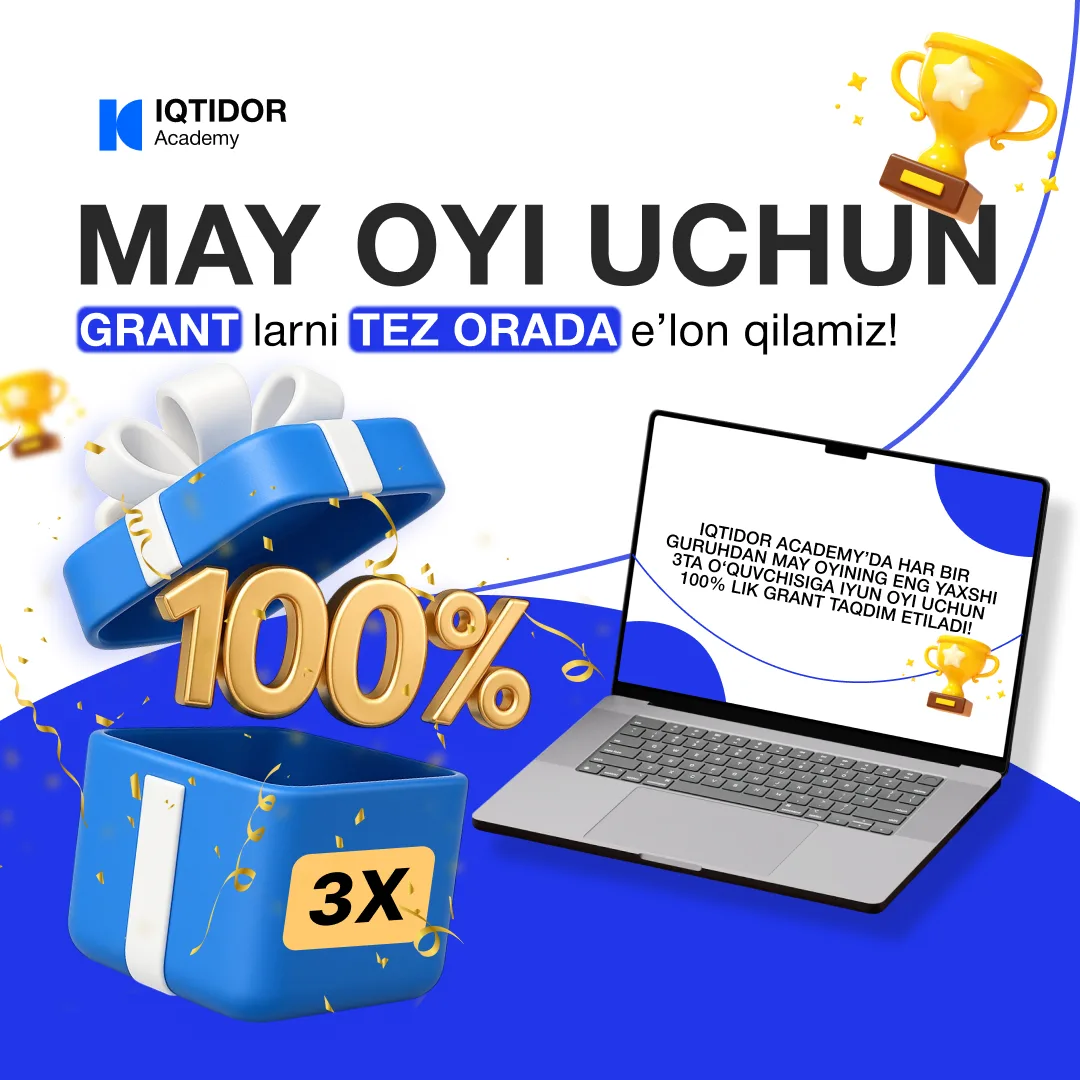 IQTIDOR
Academy
MAY OYI UCHUN
GRANT larni TEZ ORADA e’lon qilamiz!
100%
3X
IQTIDOR ACADEMY’DA HAR BIR
GURUHDAN MAY OYINING ENG YAXSHI
3TA O‘QUVCHISIGA IYUN OYI UCHUN
100% LIK GRANT TAQDIM ETILADI!